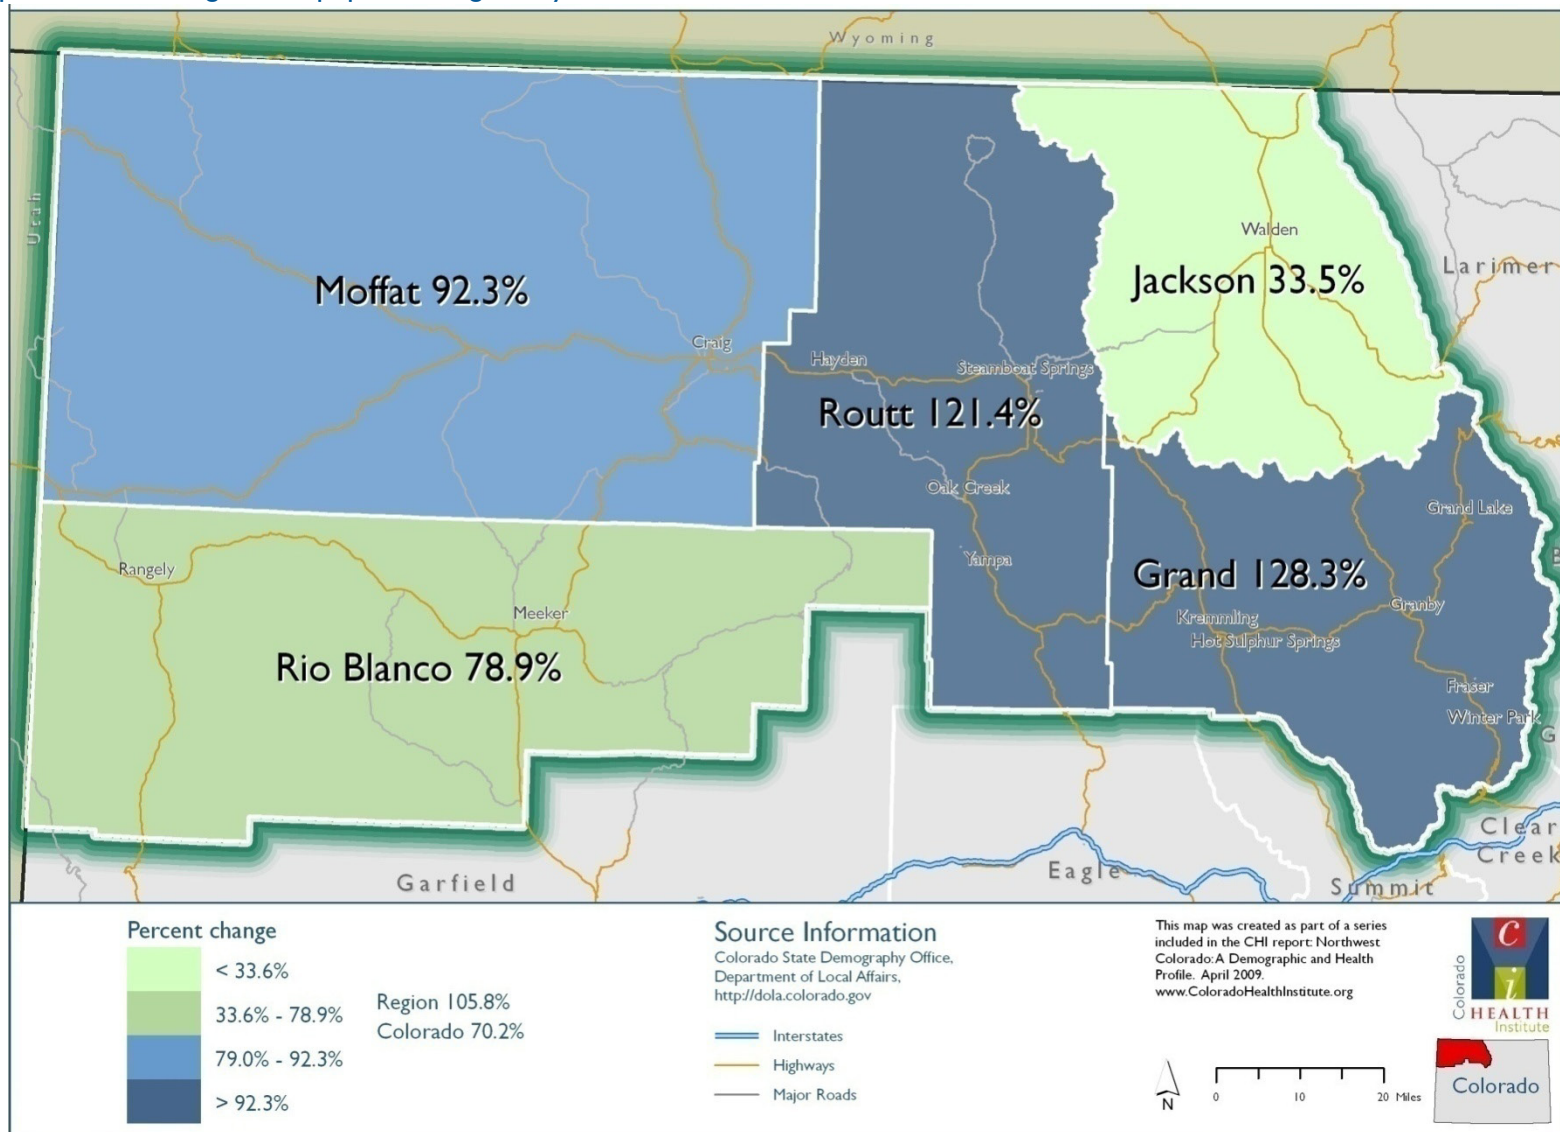 Wyoming
Utah
Walden
Larimer
Moffat 92.3%
Jackson 33.5%
Craig
Hayden
Steamboat Springs
Routt 121.4%
Oak Creek
Grand Lake
Yampa
Rangely
Grand 128.3%
Meeker
Kremmling
Granby
Hot Sulphur Springs
Rio Blanco 78.9%
Fraser
Winter Park
G
Clear
Creek
Garfield
Eagle
Summit
Percent change
< 33.6%
33.6% - 78.9%
79.0% - 92.3%
> 92.3%
Region 105.8%
Colorado 70.2%
Source Information
Colorado State Demography Office,
Department of Local Affairs,
http://dola.colorado.gov
Interstates
Highways
Major Roads
This map was created as part of a series
included in the CHI report: Northwest
Colorado: A Demographic and Health
Profile. April 2009.
www.ColoradoHealthInstitute.org
N
0 10 20 Miles
c
i
Colorado
HEALTH
Institute
Colorado